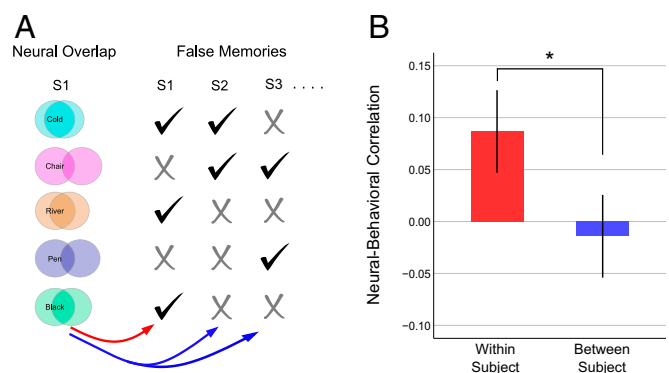 A
Neural Overlap
False Memories
S1
S1 S2 S3 ....
Cold
Chair
River
Pen
Black
B
Neural-Behavioral Correlation
*
0.15
0.10
0.05
0.00
−0.05
−0.10
Within
Subject
Between
Subject